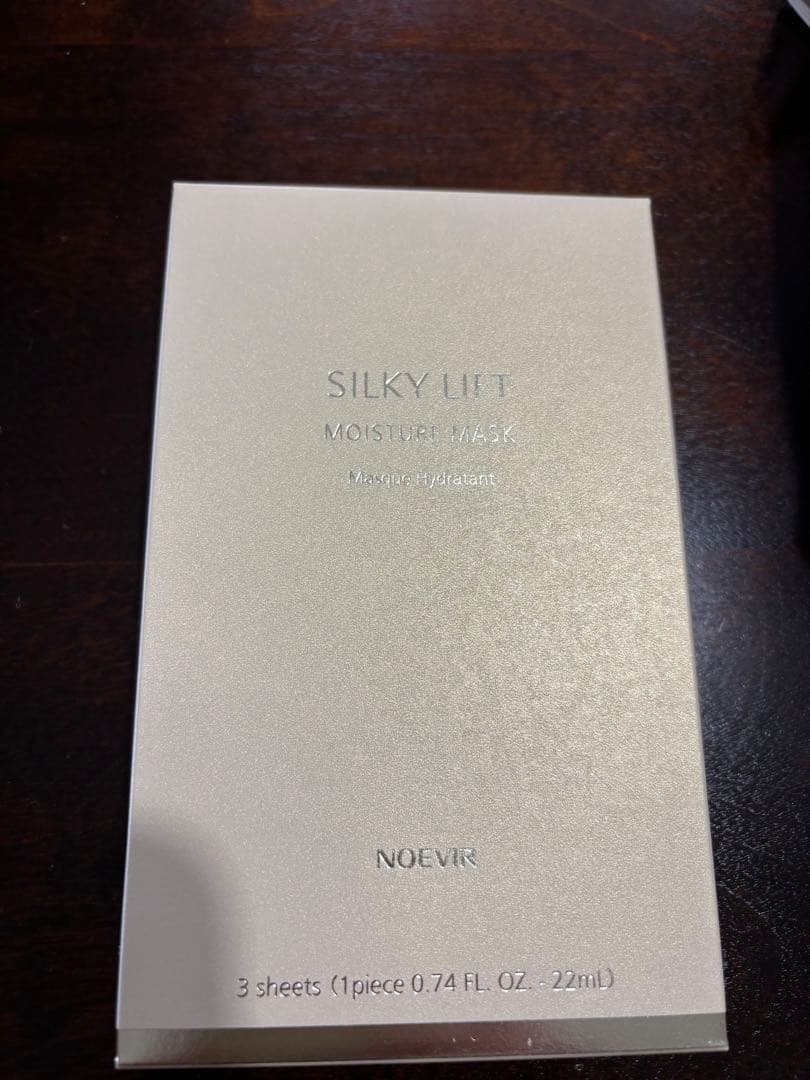 SILKY LIFT
MOISTURE MASK
Masque Hydratant
NOEVIR
3 sheets (1piece 0.74 FL. OZ. - 22mL)